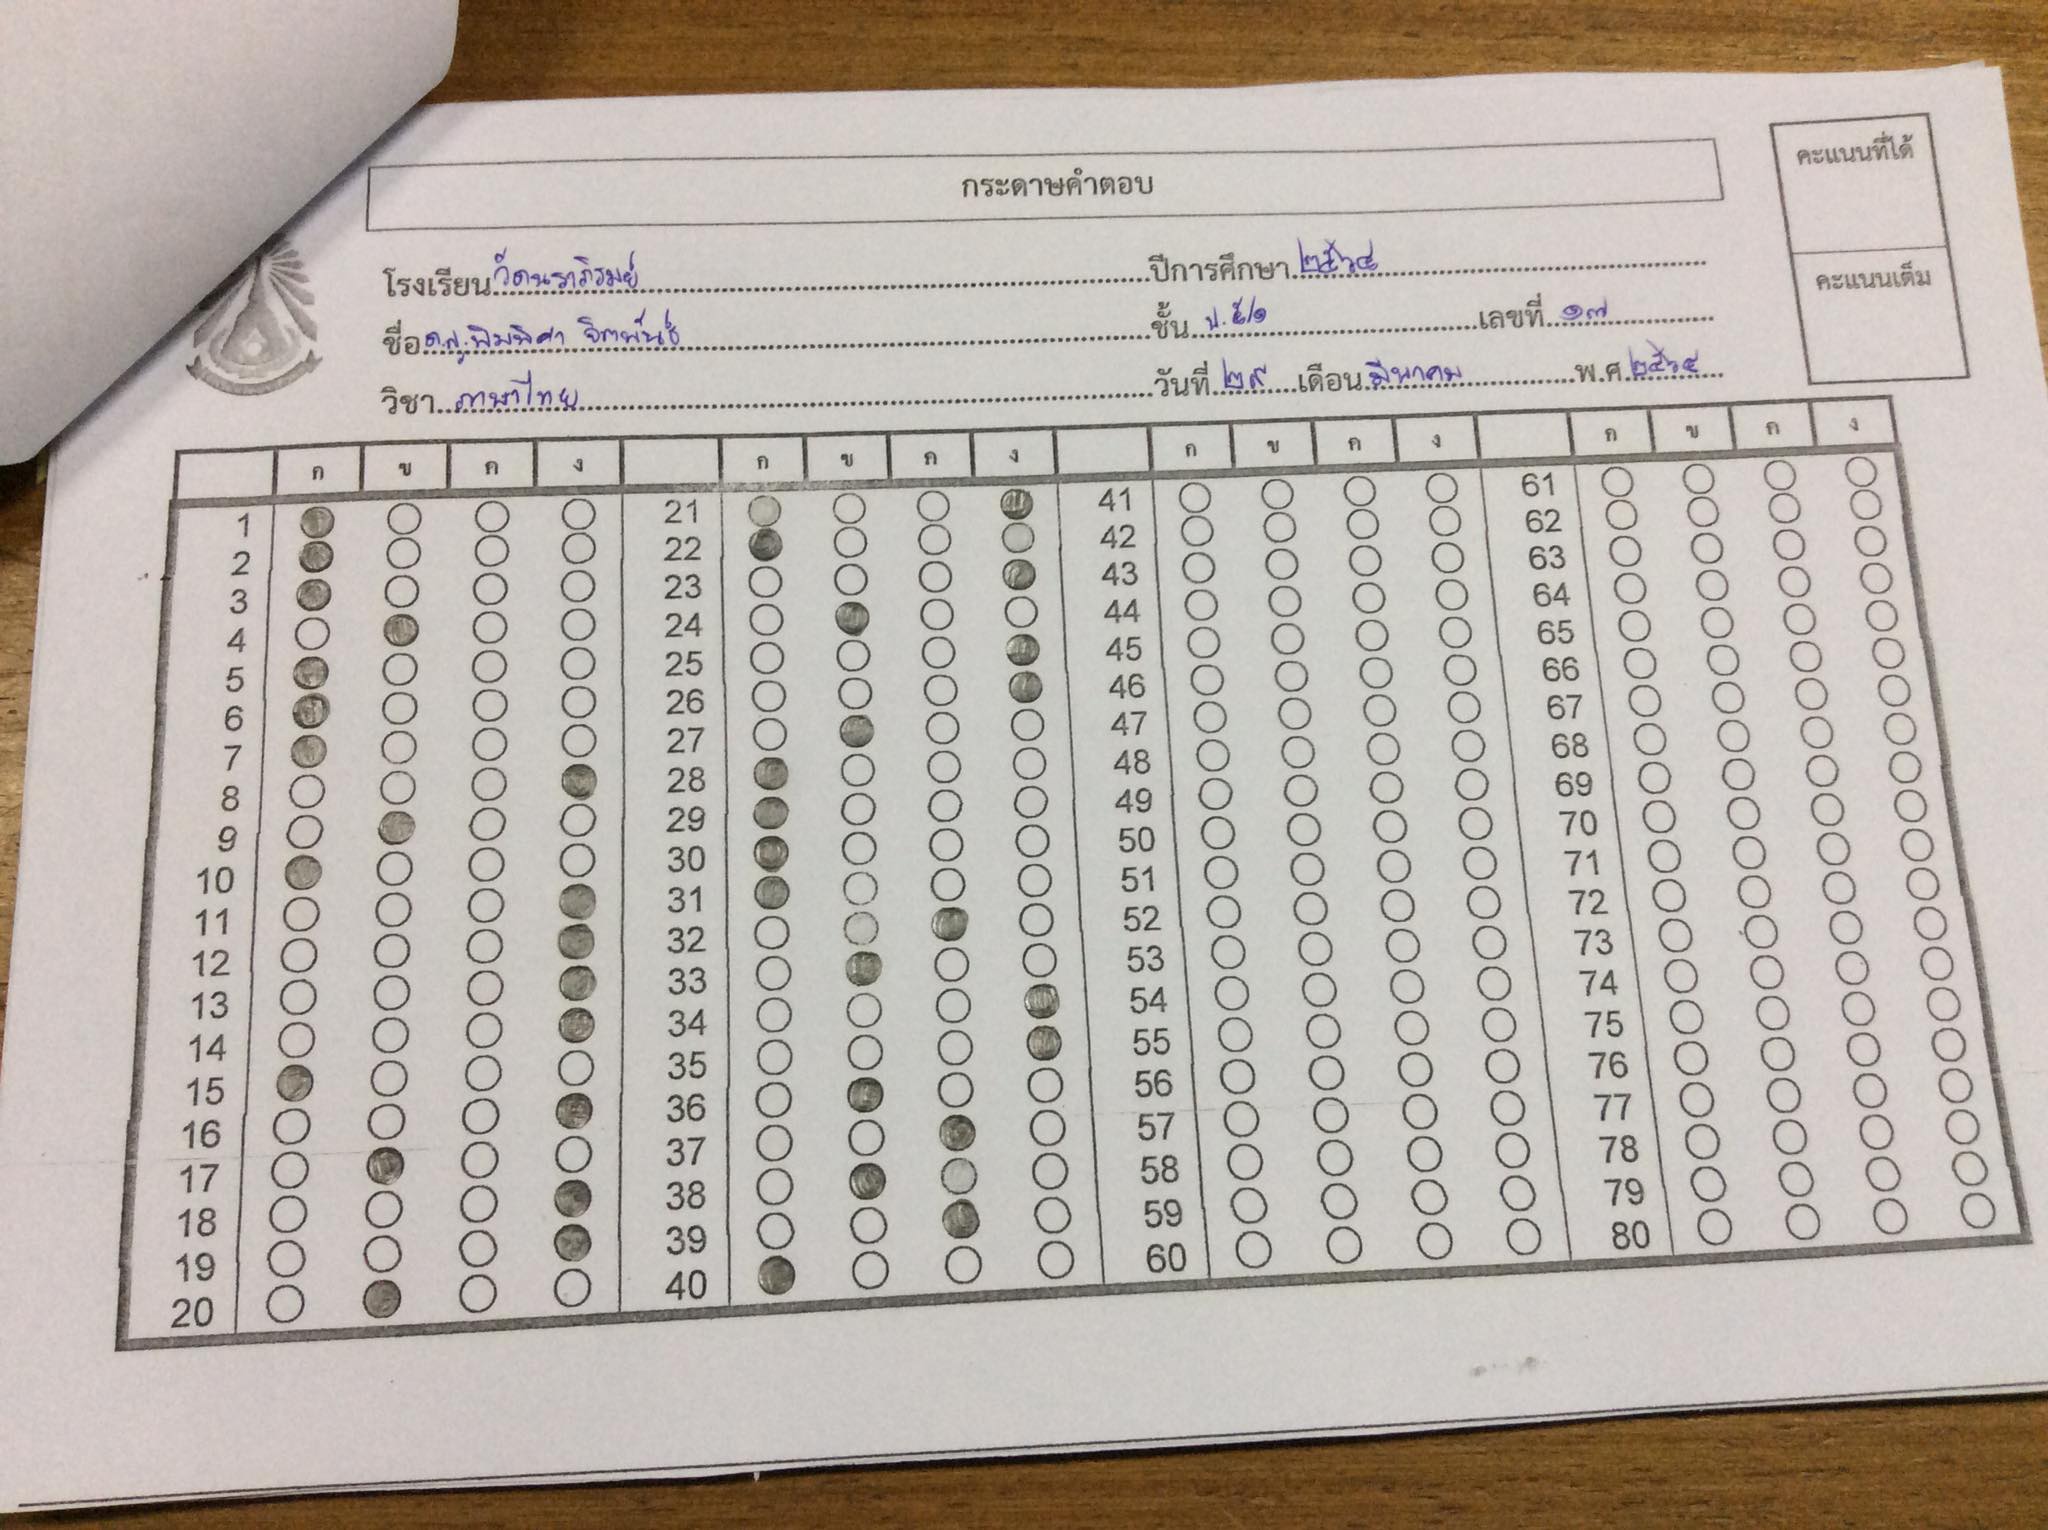 กระดาษคำตอบ
คะแนนที่ได้
คะแนนเต็ม
โรงเรียน วัดนราภิรมย์ ปีการศึกษา ๒๕๖๔
ชื่อ ด.ญ.พิมพิศา จิตพันธ์ ชั้น ป.๕/๑ เลขที่ ๑๗
วิชา ภาษาไทย วันที่ ๒๙ เดือน มีนาคม พ.ศ. ๒๕๖๕
ก ข ค ง ก ข ค ง ก ข ค ง ก ข ค ง
1 21 41 61
2 22 42 62
3 23 43 63
4 24 44 64
5 25 45 65
6 26 46 66
7 27 47 67
8 28 48 68
9 29 49 69
10 30 50 70
11 31 51 71
12 32 52 72
13 33 53 73
14 34 54 74
15 35 55 75
16 36 56 76
17 37 57 77
18 38 58 78
19 39 59 79
20 40 60 80